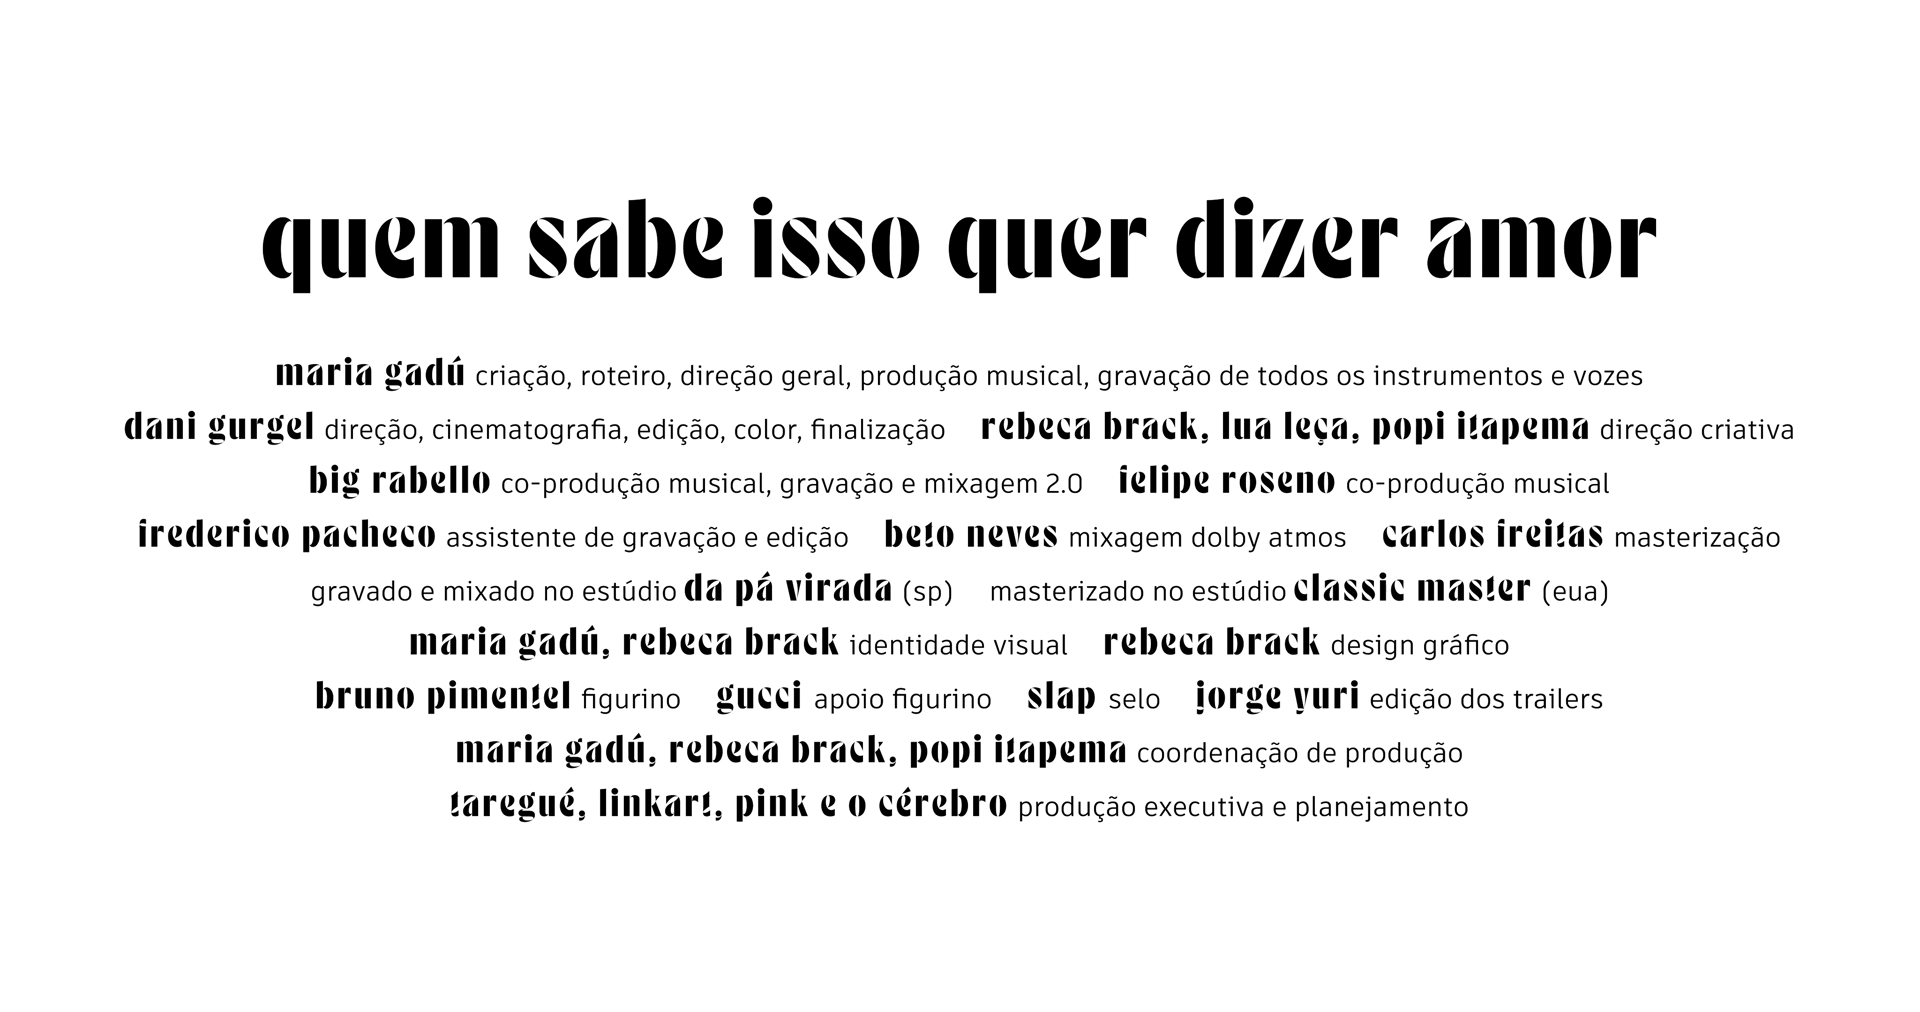 quem sabe isso quer dizer amor
maria gadú criação, roteiro, direção geral, produção musical, gravação de todos os instrumentos e vozes
dani gurgel direção, cinematografia, edição, color, finalização rebeca brack, lua leça, popi itapema direção criativa
big rabello co-produção musical, gravação e mixagem 2.0 felipe roseno co-produção musical
frederico pacheco assistente de gravação e edição beto neves mixagem dolby atmos carlos freitas masterização
gravado e mixado no estúdio da pá virada (sp) masterizado no estúdio classic master (eua)
maria gadú, rebeca brack identidade visual rebeca brack design gráfico
bruno pimentel figurino gucci apoio figurino slap selo jorge yuri edição dos trailers
maria gadú, rebeca brack, popi itapema coordenação de produção
taregué, linkart, pink e o cérebro produção executiva e planejamento